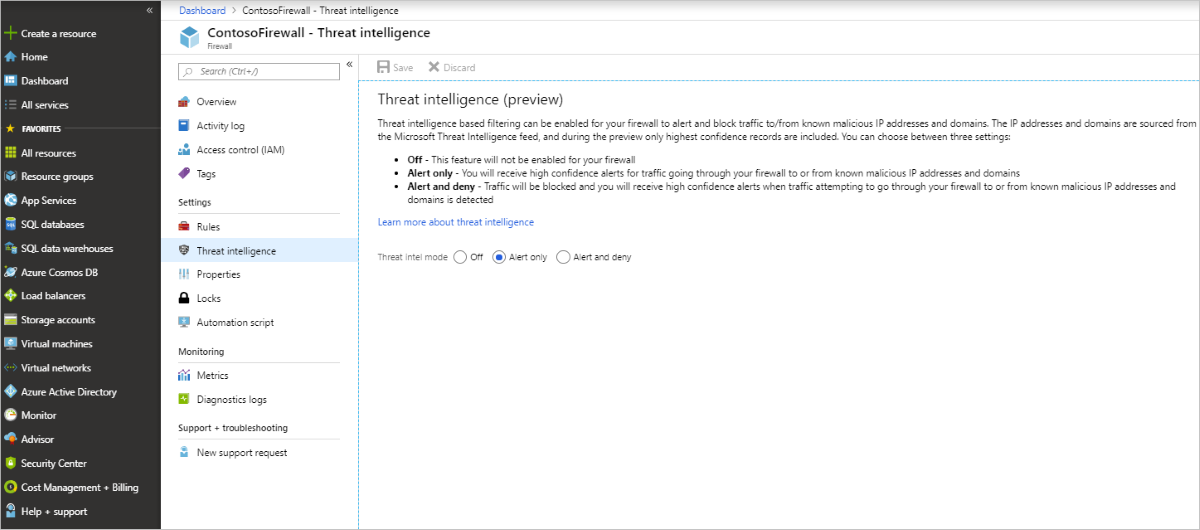 «
Create a resource
Home
Dashboard
All services
FAVORITES
All resources
Resource groups
App Services
SQL databases
SQL data warehouses
Azure Cosmos DB
Load balancers
Storage accounts
Virtual machines
Virtual networks
Azure Active Directory
Monitor
Advisor
Security Center
Cost Management + Billing
Help + support
Dashboard > ContosoFirewall - Threat intelligence
ContosoFirewall - Threat intelligence
Firewall
Search (Ctrl+/)
«
Overview
Activity log
Access control (IAM)
Tags
Settings
Rules
Threat intelligence
Properties
Locks
Automation script
Monitoring
Metrics
Diagnostics logs
Support + troubleshooting
New support request
Save Discard
Threat intelligence (preview)
Threat intelligence based filtering can be enabled for your firewall to alert and block traffic to/from known malicious IP addresses and domains. The IP addresses and domains are sourced from
the Microsoft Threat Intelligence feed, and during the preview only highest confidence records are included. You can choose between three settings:
• Off - This feature will not be enabled for your firewall
• Alert only - You will receive high confidence alerts for traffic going through your firewall to or from known malicious IP addresses and domains
• Alert and deny - Traffic will be blocked and you will receive high confidence alerts when traffic attempting to go through your firewall to or from known malicious IP addresses and
domains is detected
Learn more about threat intelligence
Threat Intel mode Off Alert only Alert and deny